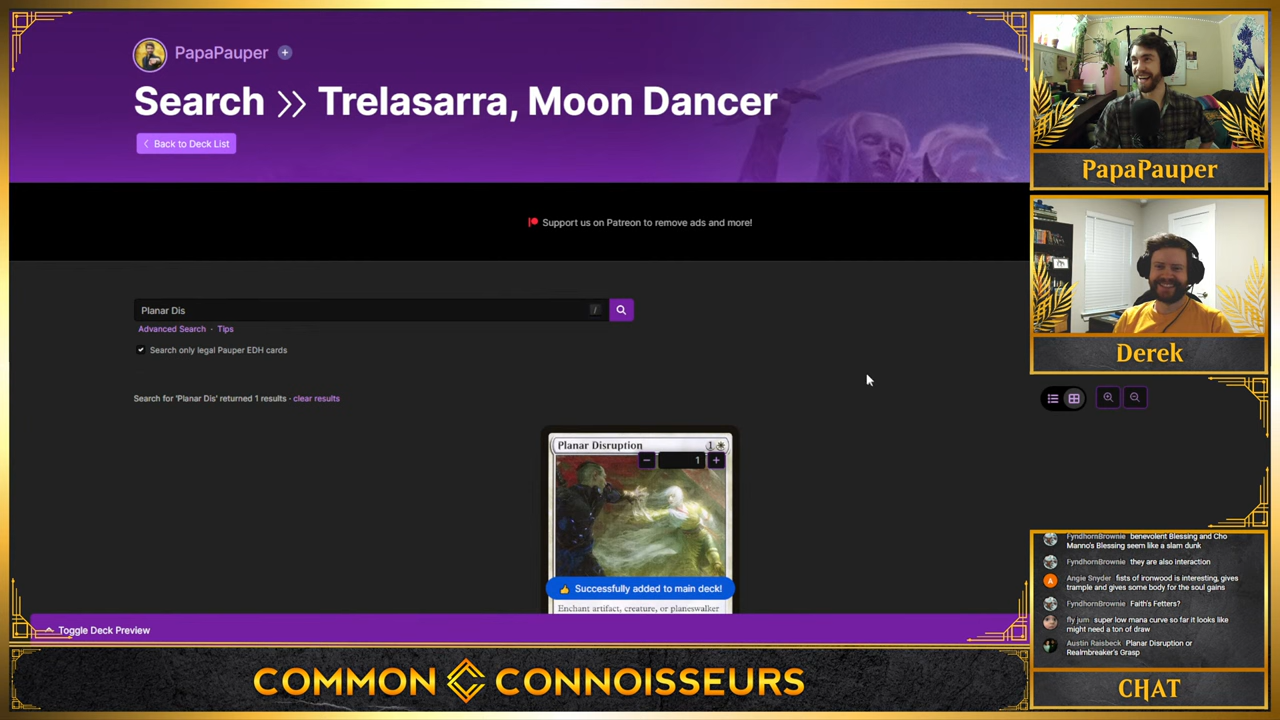 PapaPauper
Search >> Trelasarra, Moon Dancer
Back to Deck List
Support us on Patreon to remove ads and more!
Planar Dis
/
Advanced Search · Tips
Search only legal Pauper EDH cards
Search for 'Planar Dis' returned 1 results · clear results
Planar Disruption 1
1
Successfully added to main deck!
Enchant artifact, creature, or planeswalker
Toggle Deck Preview
COMMON CONNOISSEURS
PapaPauper
Derek
FyndhornBrownie benevolent Blessing and Cho
Manno's Blessing seem like a slam dunk
FyndhornBrownie they are also interaction
Angie Snyder fists of ironwood is interesting, gives
trample and gives some body for the soul gains
FyndhornBrownie Faith's Fetters?
fly jum super low mana curve so far it looks like
might need a ton of draw
Austin Raisbeck Planar Disruption or
Realmbreaker's Grasp
A
CHAT